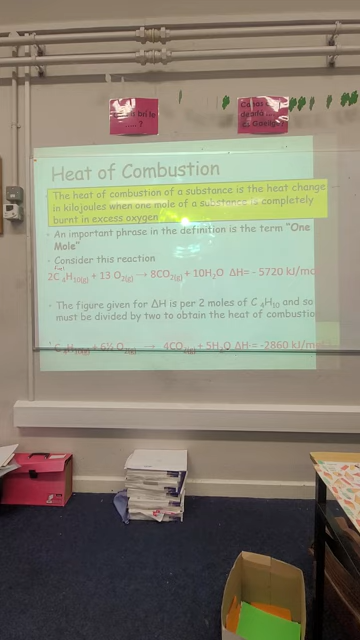 Heat of Combustion
The heat of combustion of a substance is the heat change
in kilojoules when one mole of a substance is completely
burnt in excess oxygen
- An important phrase in the definition is the term "One
Mole"
- Consider this reaction
2C 4H10(g) + 13 O2(g) → 8CO2(g) + 10H2O ΔH= - 5720 kJ/mo
- The figure given for ΔH is per 2 moles of C 4H10 and so
must be divided by two to obtain the heat of combustio
C 4H10(g) + 6½ O2(g) → 4CO2(g) + 5H2O ΔH = -2860 kJ/mo